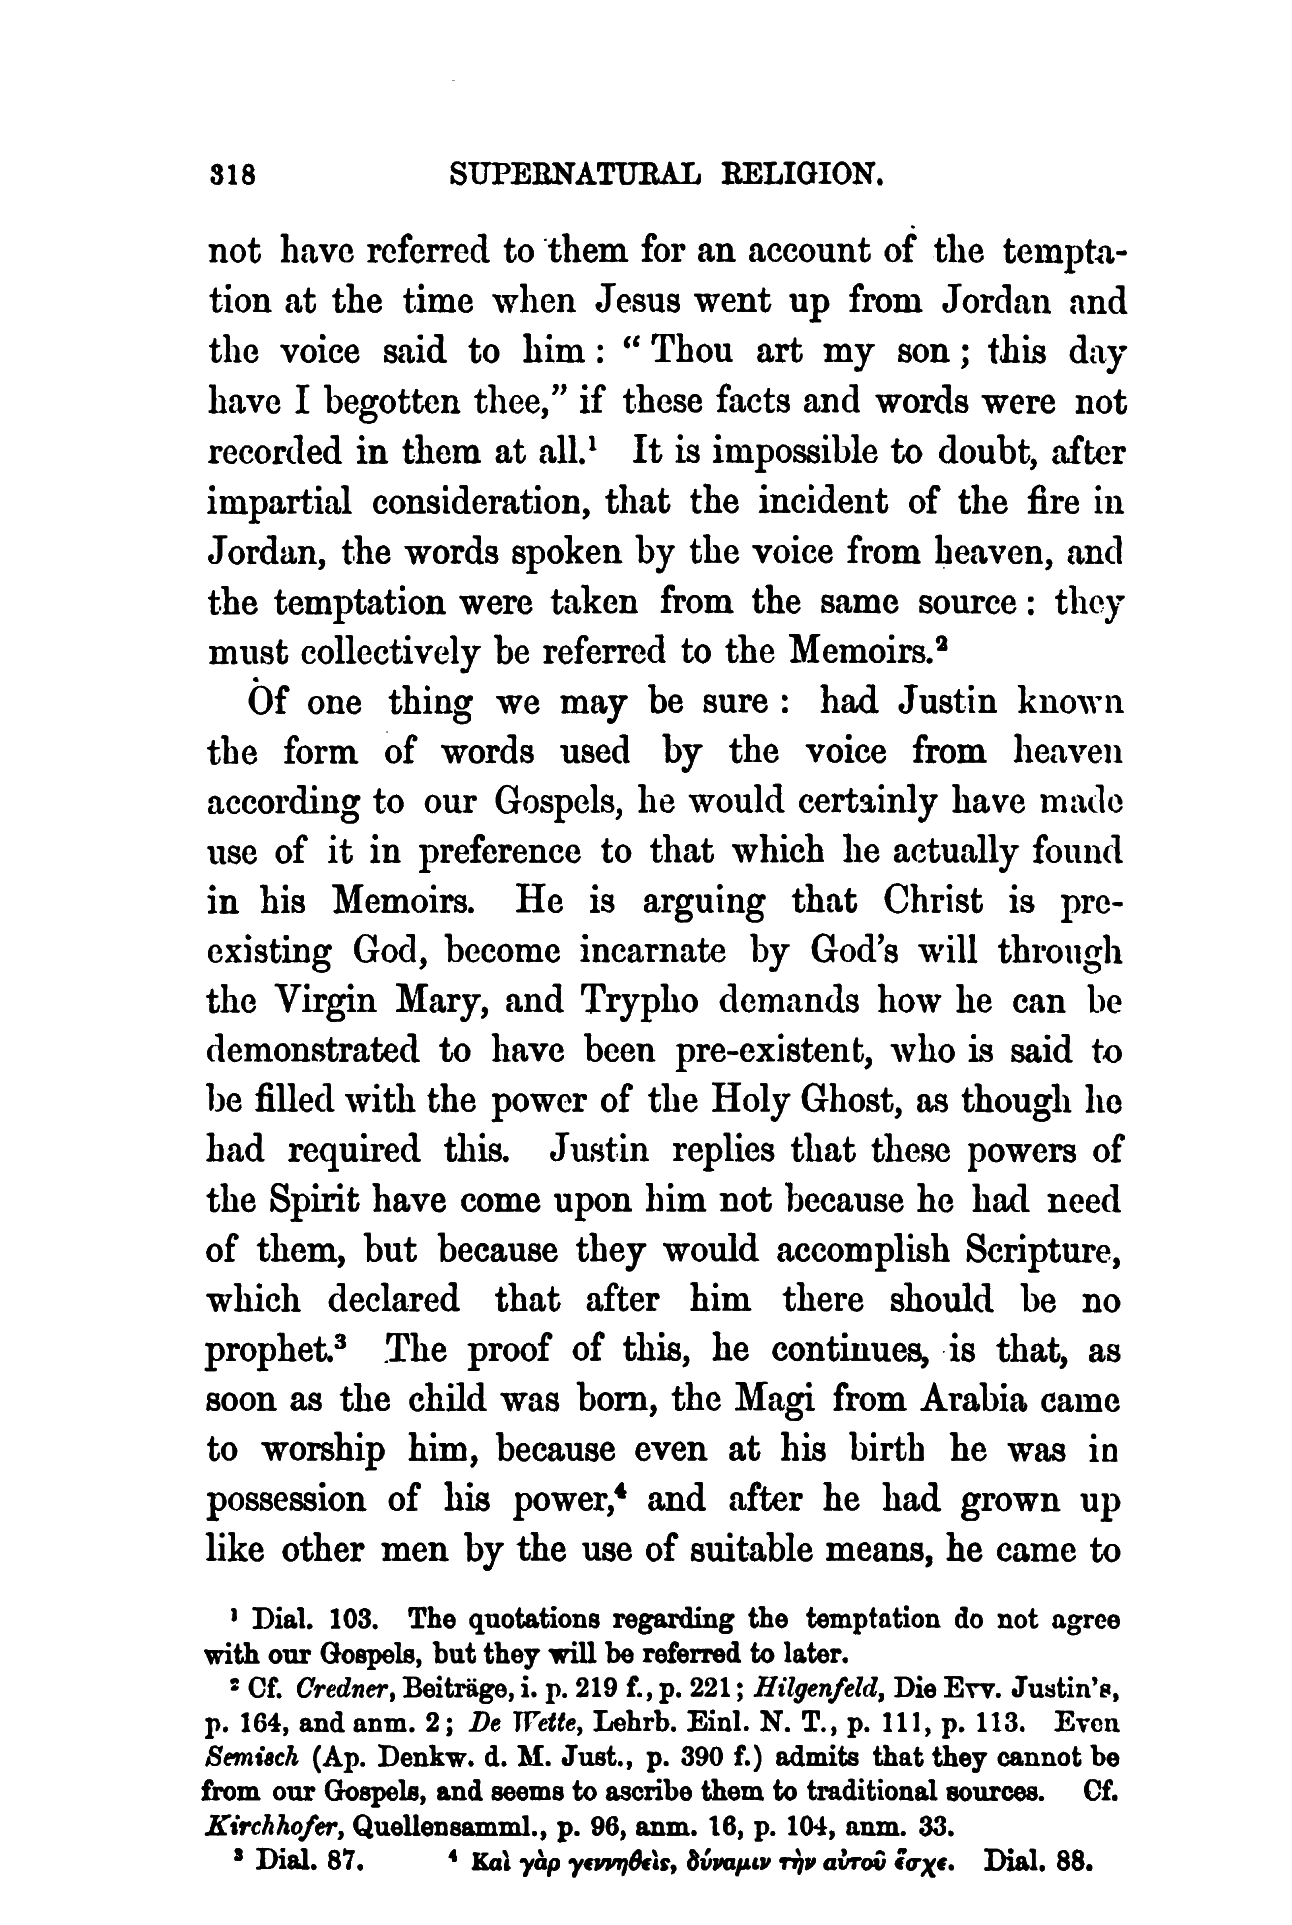 318 SUPERNATURAL RELIGION.
not have referred to them for an account of the tempta-
tion at the time when Jesus went up from Jordan and
the voice said to him : “ Thou art my son ; this day
have I begotten thee,” if these facts and words were not
recorded in them at all.¹ It is impossible to doubt, after
impartial consideration, that the incident of the fire in
Jordan, the words spoken by the voice from heaven, and
the temptation were taken from the same source : they
must collectively be referred to the Memoirs.²
Of one thing we may be sure : had Justin known
the form of words used by the voice from heaven
according to our Gospels, he would certainly have made
use of it in preference to that which he actually found
in his Memoirs. He is arguing that Christ is pre-
existing God, become incarnate by God’s will through
the Virgin Mary, and Trypho demands how he can be
demonstrated to have been pre-existent, who is said to
be filled with the power of the Holy Ghost, as though he
had required this. Justin replies that these powers of
the Spirit have come upon him not because he had need
of them, but because they would accomplish Scripture,
which declared that after him there should be no
prophet.³ The proof of this, he continues, is that, as
soon as the child was born, the Magi from Arabia came
to worship him, because even at his birth he was in
possession of his power,⁴ and after he had grown up
like other men by the use of suitable means, he came to
¹ Dial. 103. The quotations regarding the temptation do not agree
with our Gospels, but they will be referred to later.
² Cf. Credner, Beiträge, i. p. 219 f., p. 221 ; Hilgenfeld, Die Evv. Justin’s,
p. 164, and anm. 2 ; De Wette, Lehrb. Einl. N. T., p. 111, p. 113. Even
Semisch (Ap. Denkw. d. M. Just., p. 390 f.) admits that they cannot be
from our Gospels, and seems to ascribe them to traditional sources. Cf.
Kirchhofer, Quellensamml., p. 96, anm. 16, p. 104, anm. 33.
³ Dial. 87. ⁴ Καὶ γὰρ γεννηθεὶς, δύναμιν τὴν αὐτοῦ ἔσχε. Dial. 88.